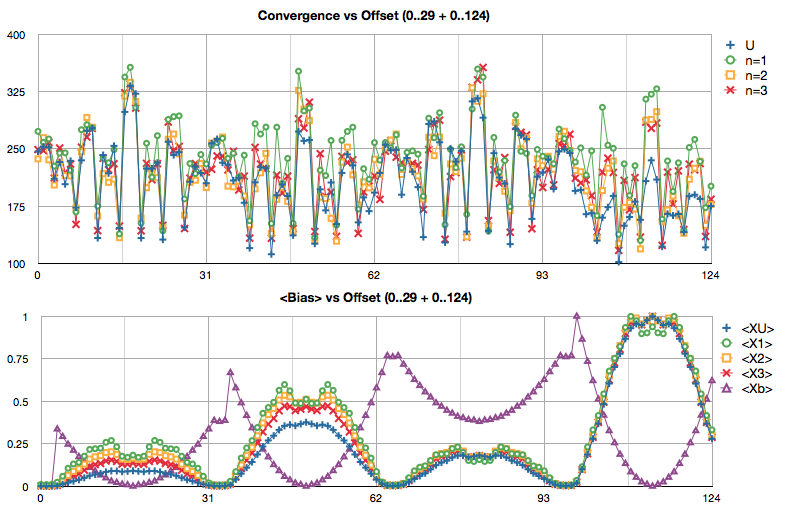 Convergence vs Offset (0..29 + 0..124)
400
325
250
175
100
0 31 62 93 124
U
n=1
n=2
n=3
<Bias> vs Offset (0..29 + 0..124)
1
0.75
0.5
0.25
0
0 31 62 93 124
<XU>
<X1>
<X2>
<X3>
<Xb>